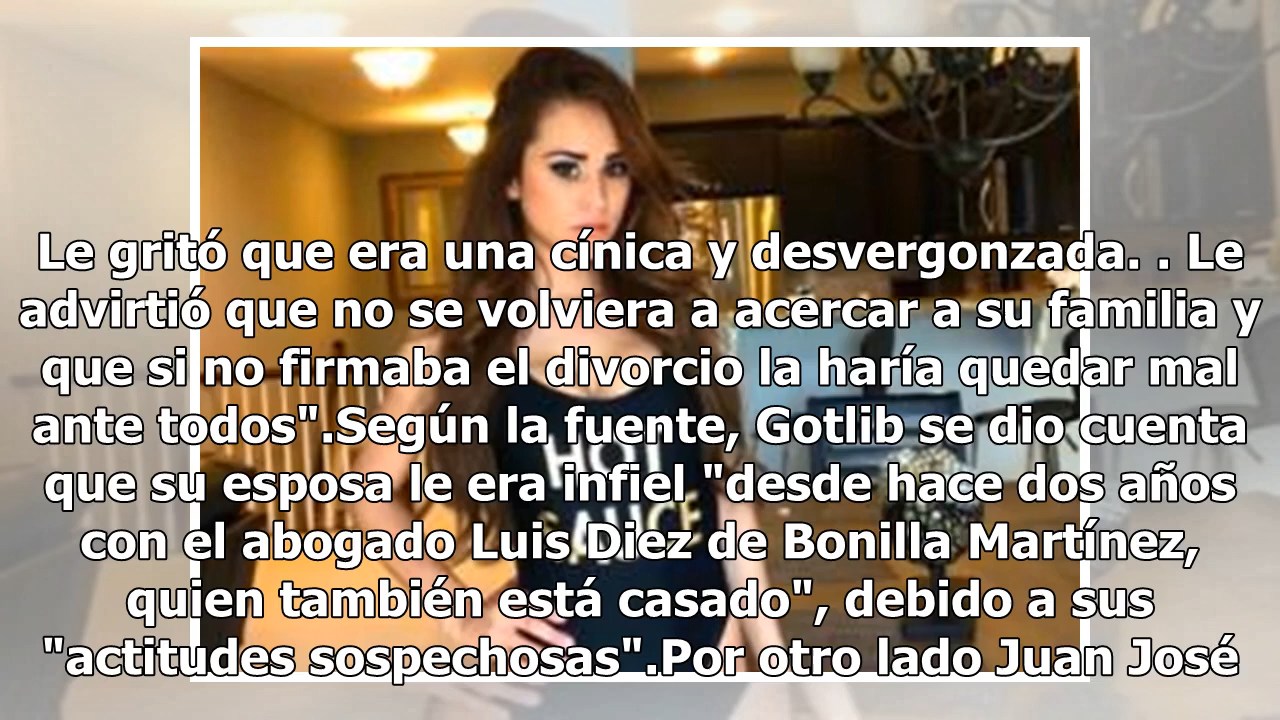 Le gritó que era una cínica y desvergonzada. . Le
advirtió que no se volviera a acercar a su familia y
que si no firmaba el divorcio la haría quedar mal
ante todos".Según la fuente, Gotlib se dio cuenta
que su esposa le era infiel "desde hace dos años
con el abogado Luis Diez de Bonilla Martínez,
quien también está casado", debido a sus
"actitudes sospechosas".Por otro lado Juan José
HOT
SAUCE